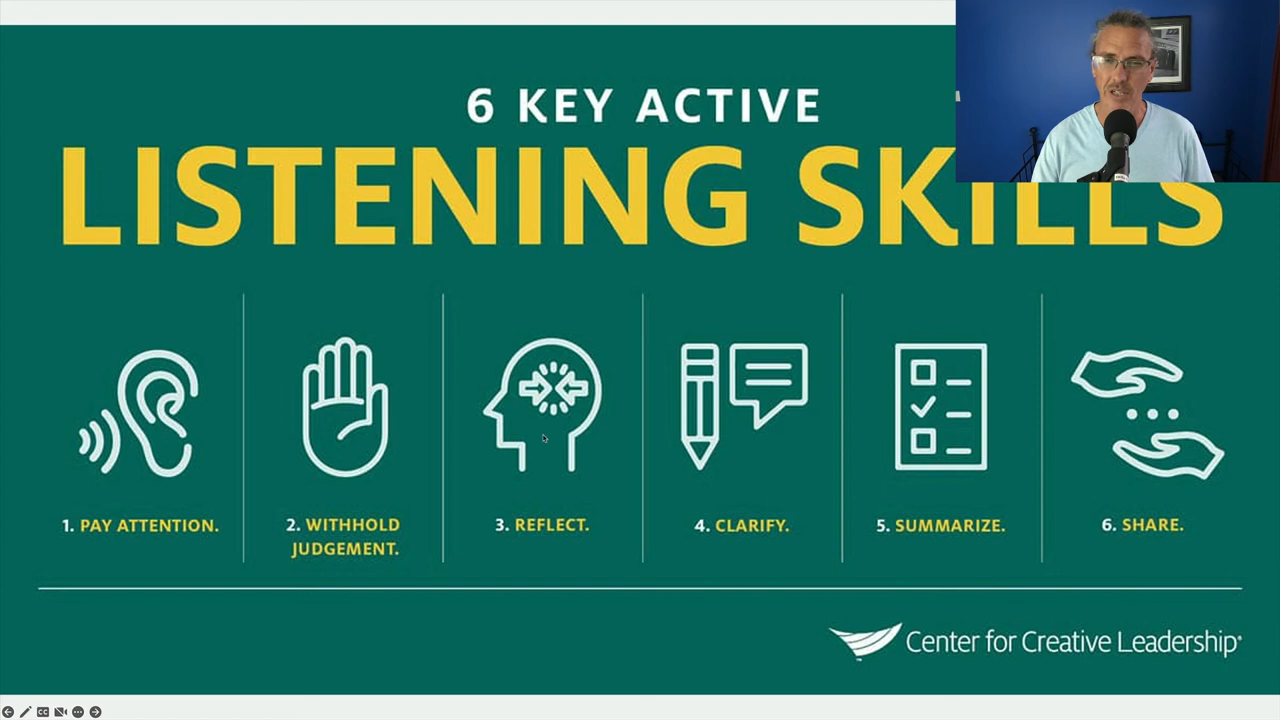 6 KEY ACTIVE
LISTENING SKILLS
1. PAY ATTENTION.
2. WITHHOLD
JUDGEMENT.
3. REFLECT.
4. CLARIFY.
5. SUMMARIZE.
6. SHARE.
Center for Creative Leadership®
CC